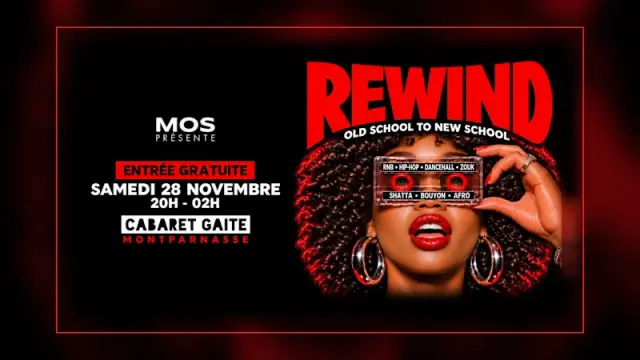 MOS
PRÉSENTE
ENTRÉE GRATUITE
SAMEDI 28 NOVEMBRE
20H - 02H
CABARET GAITE
MONTPARNASSE
REWIND
OLD SCHOOL TO NEW SCHOOL
RNB • HIP-HOP • DANCEHALL • ZOUK
SHATTA • BOUYON • AFRO